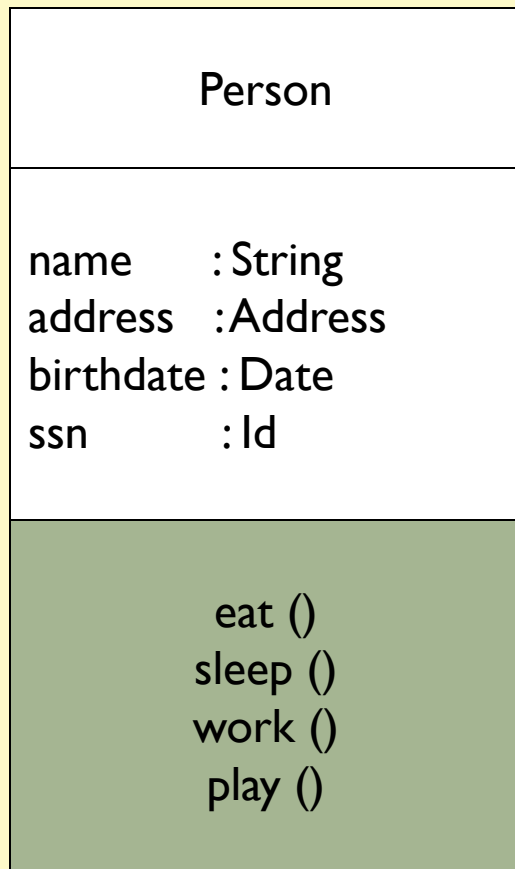 Person
name : String
address : Address
birthdate : Date
ssn : Id
eat ()
sleep ()
work ()
play ()